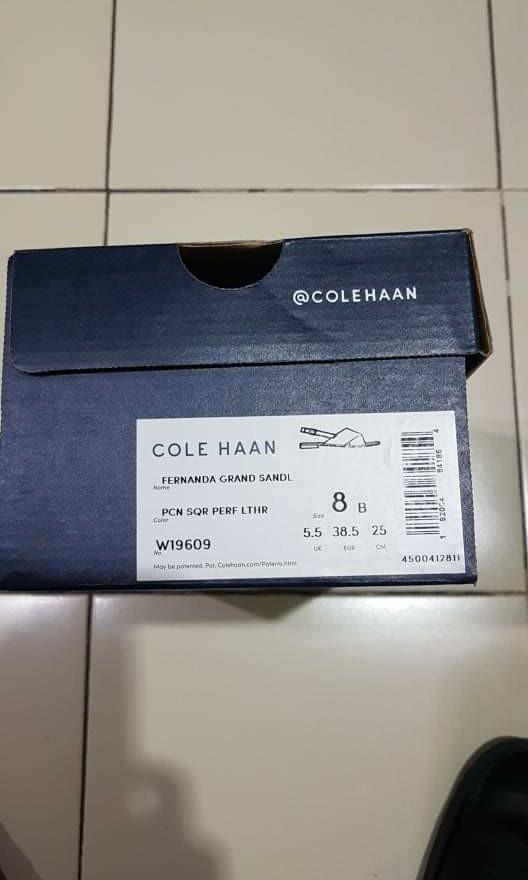 @COLEHAAN
COLE HAAN
FERNANDA GRAND SANDL
Name
PCN SQR PERF LTHR
Color
Size 8 B
W19609
No.
5.5 38.5 25
UK EUR CM
May be patented. Pat. Colehaan.com/Patents.html
4500412811